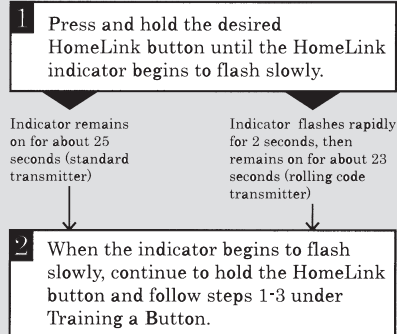 1
Press and hold the desired
HomeLink button until the HomeLink
indicator begins to flash slowly.
Indicator remains
on for about 25
seconds (standard
transmitter)
Indicator flashes rapidly
for 2 seconds, then
remains on for about 23
seconds (rolling code
transmitter)
2
When the indicator begins to flash
slowly, continue to hold the HomeLink
button and follow steps 1-3 under
Training a Button.